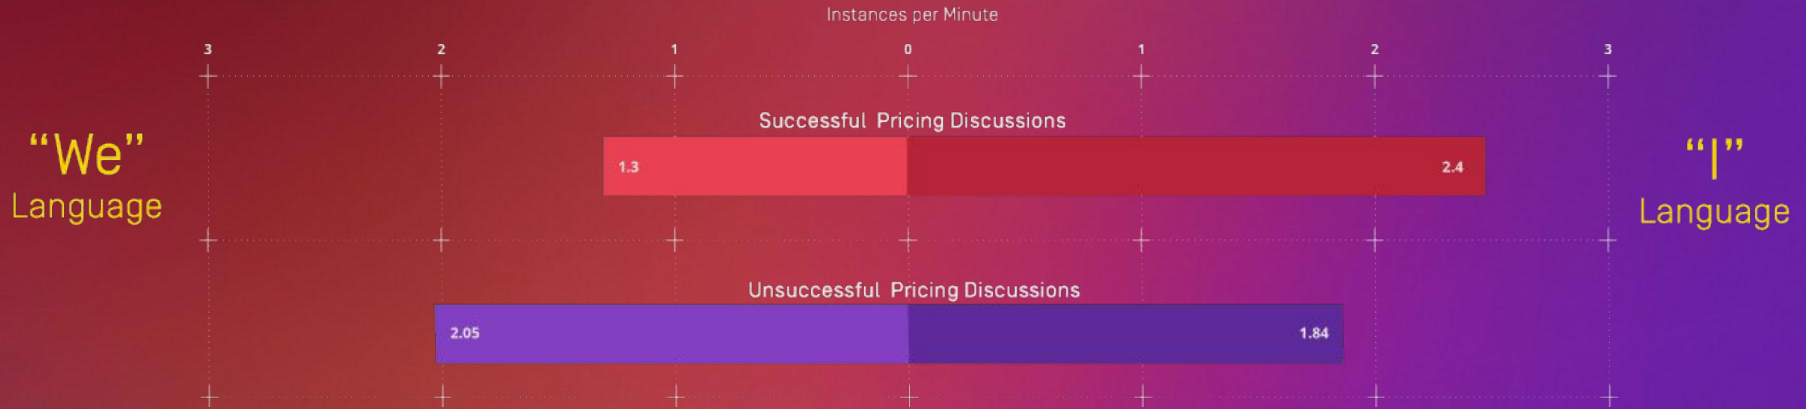 Instances per Minute
3 2 1 0 1 2 3
Successful Pricing Discussions
“We”
Language
1.3 2.4
“I”
Language
Unsuccessful Pricing Discussions
2.05 1.84